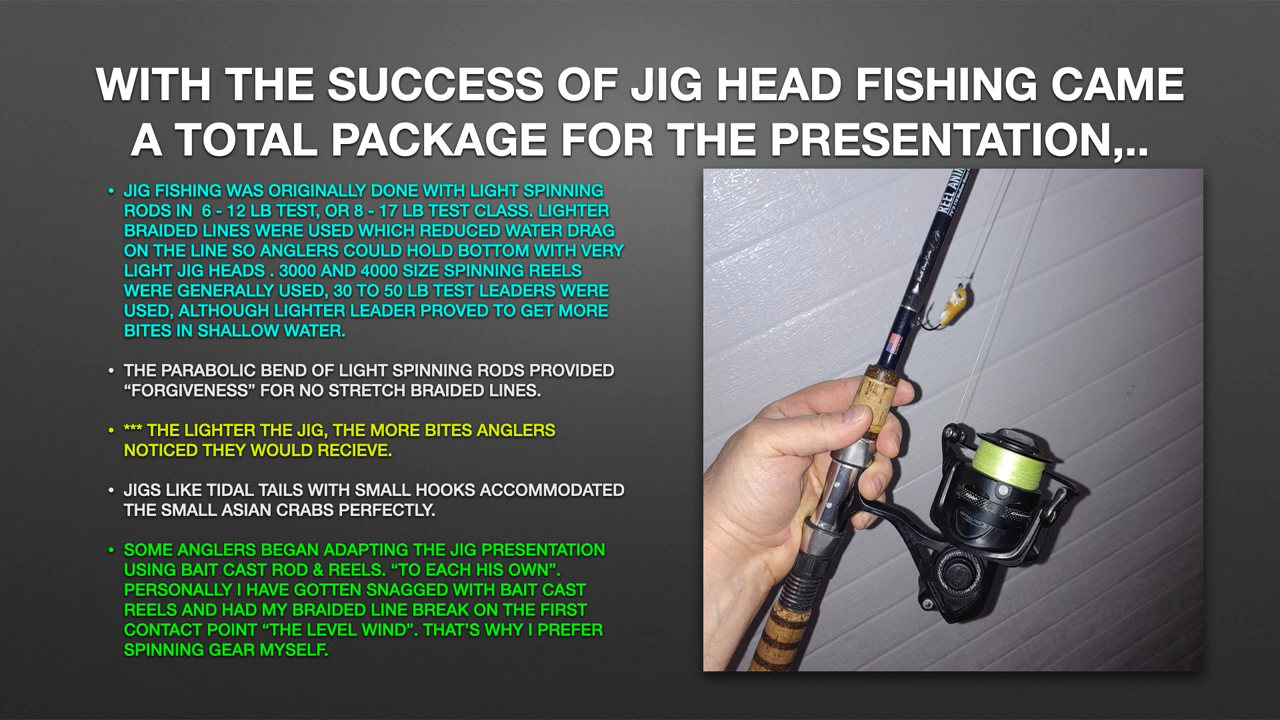 WITH THE SUCCESS OF JIG HEAD FISHING CAME
A TOTAL PACKAGE FOR THE PRESENTATION,..
• JIG FISHING WAS ORIGINALLY DONE WITH LIGHT SPINNING
RODS IN 6 - 12 LB TEST, OR 8 - 17 LB TEST CLASS. LIGHTER
BRAIDED LINES WERE USED WHICH REDUCED WATER DRAG
ON THE LINE SO ANGLERS COULD HOLD BOTTOM WITH VERY
LIGHT JIG HEADS . 3000 AND 4000 SIZE SPINNING REELS
WERE GENERALLY USED, 30 TO 50 LB TEST LEADERS WERE
USED, ALTHOUGH LIGHTER LEADER PROVED TO GET MORE
BITES IN SHALLOW WATER.
• THE PARABOLIC BEND OF LIGHT SPINNING RODS PROVIDED
“FORGIVENESS” FOR NO STRETCH BRAIDED LINES.
• *** THE LIGHTER THE JIG, THE MORE BITES ANGLERS
NOTICED THEY WOULD RECIEVE.
• JIGS LIKE TIDAL TAILS WITH SMALL HOOKS ACCOMMODATED
THE SMALL ASIAN CRABS PERFECTLY.
• SOME ANGLERS BEGAN ADAPTING THE JIG PRESENTATION
USING BAIT CAST ROD & REELS. “TO EACH HIS OWN”.
PERSONALLY I HAVE GOTTEN SNAGGED WITH BAIT CAST
REELS AND HAD MY BRAIDED LINE BREAK ON THE FIRST
CONTACT POINT “THE LEVEL WIND”. THAT’S WHY I PREFER
SPINNING GEAR MYSELF.
REEL